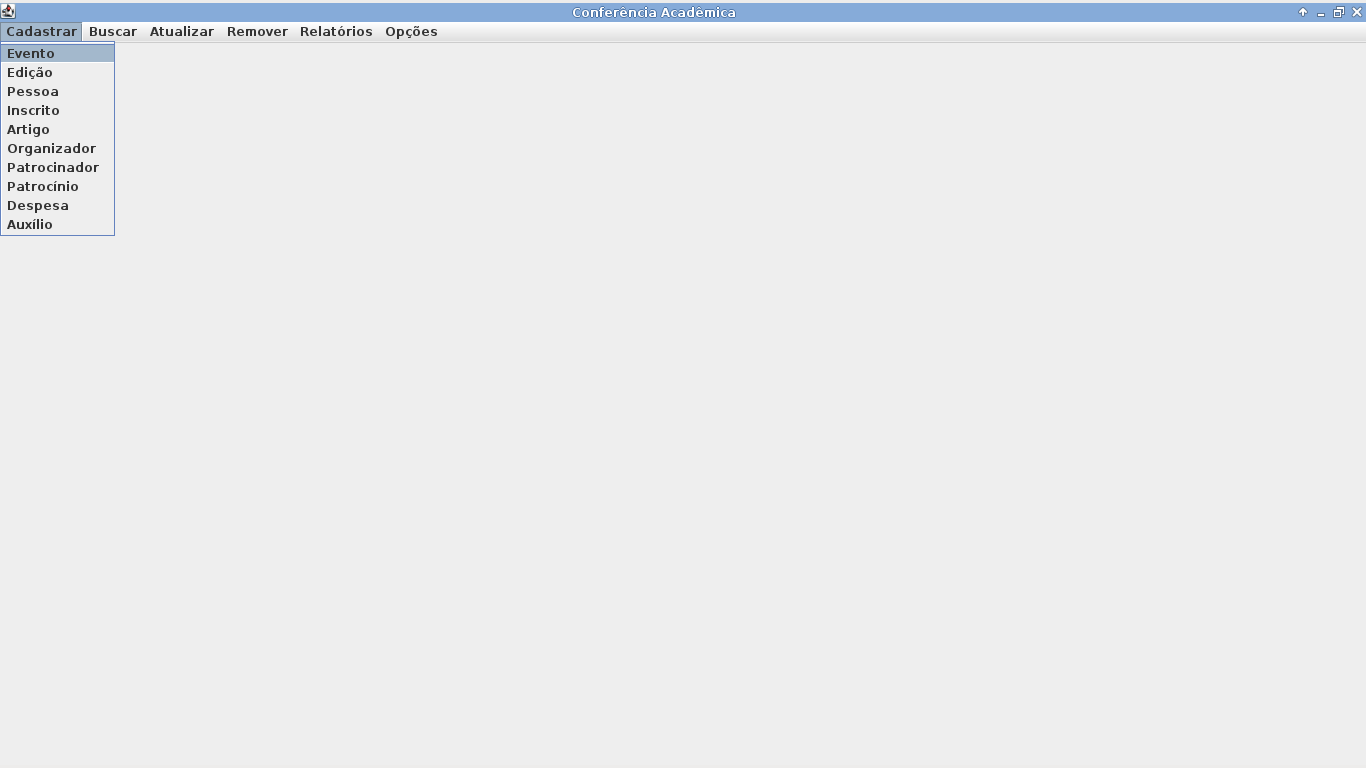 Conferência Acadêmica
Cadastrar Buscar Atualizar Remover Relatórios Opções
Evento
Edição
Pessoa
Inscrito
Artigo
Organizador
Patrocinador
Patrocínio
Despesa
Auxílio